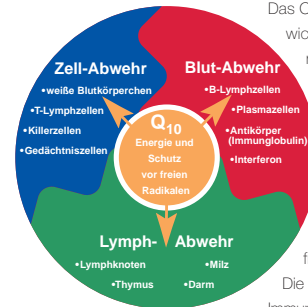 Das C
wic
Zell-Abwehr
•weiße Blutkörperchen
•T-Lymphzellen
•Killerzellen
•Gedächtniszellen
Blut-Abwehr
•B-Lymphzellen
•Plasmazellen
•Antikörper
(Immunglobulin)
•Interferon
Q10
Energie und
Schutz
vor freien
Radikalen
Lymph- Abwehr
•Lymphknoten
•Milz
•Thymus
•Darm
f
Die